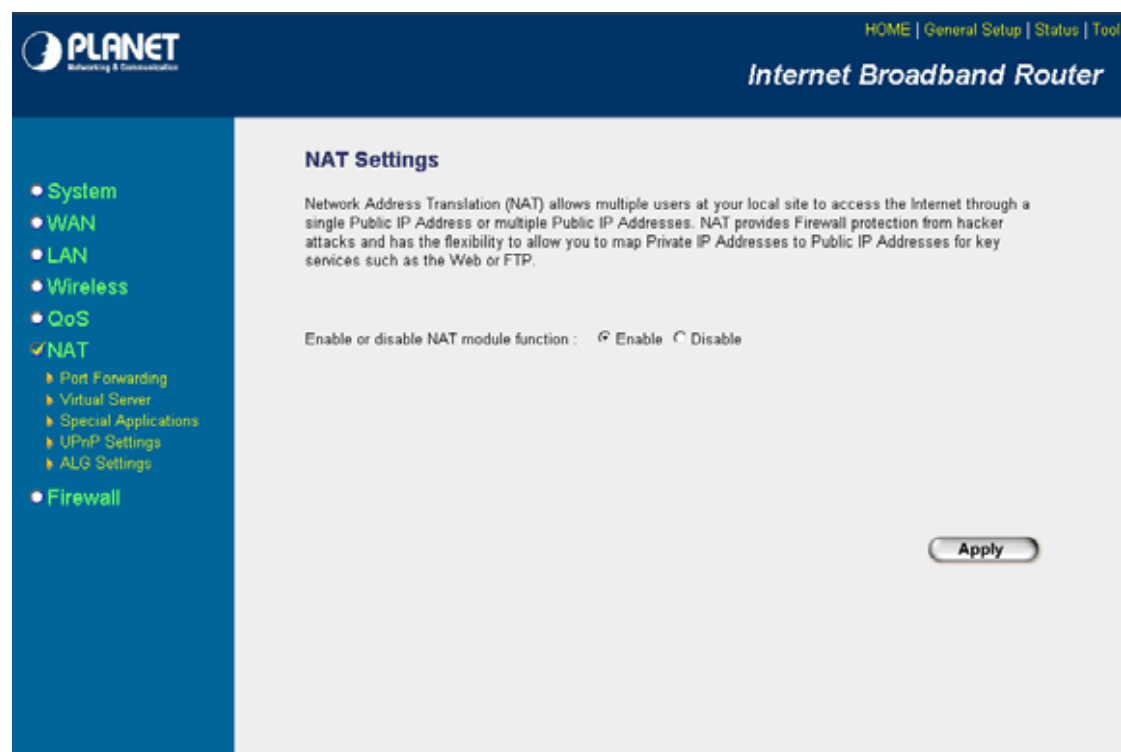 PLANET
Networking & Communication
HOME | General Setup | Status | Tool
Internet Broadband Router
System
WAN
LAN
Wireless
QoS
NAT
Port Forwarding
Virtual Server
Special Applications
UPnP Settings
ALG Settings
Firewall
NAT Settings
Network Address Translation (NAT) allows multiple users at your local site to access the Internet through a
single Public IP Address or multiple Public IP Addresses. NAT provides Firewall protection from hacker
attacks and has the flexibility to allow you to map Private IP Addresses to Public IP Addresses for key
services such as the Web or FTP.
Enable or disable NAT module function : Enable Disable
Apply